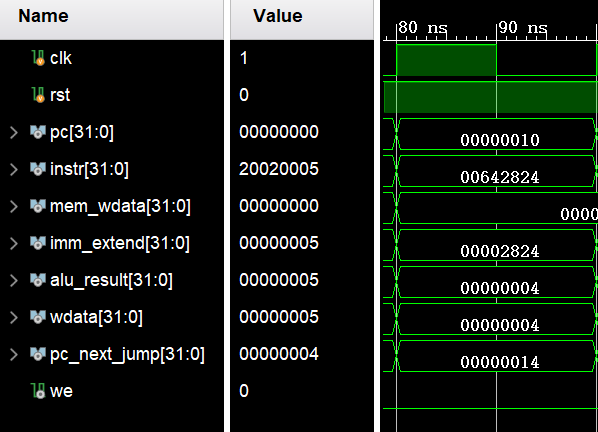 Name Value 80 ns 90 ns
clk 1
rst 0
pc[31:0] 00000000 00000010
instr[31:0] 20020005 00642824
mem_wdata[31:0] 00000000 0000
imm_extend[31:0] 00000005 00002824
alu_result[31:0] 00000005 00000004
wdata[31:0] 00000005 00000004
pc_next_jump[31:0] 00000004 00000014
we 0